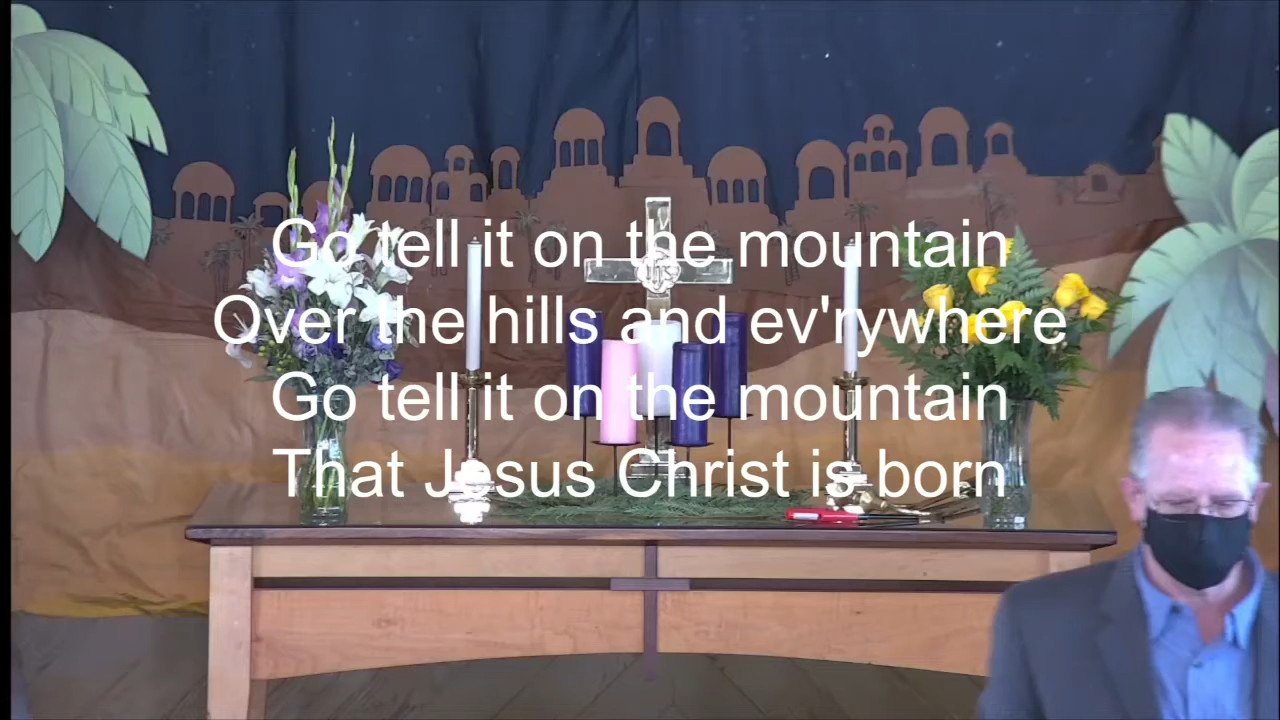 Go tell it on the mountain
Over the hills and ev'rywhere
Go tell it on the mountain
That Jesus Christ is born
IHS